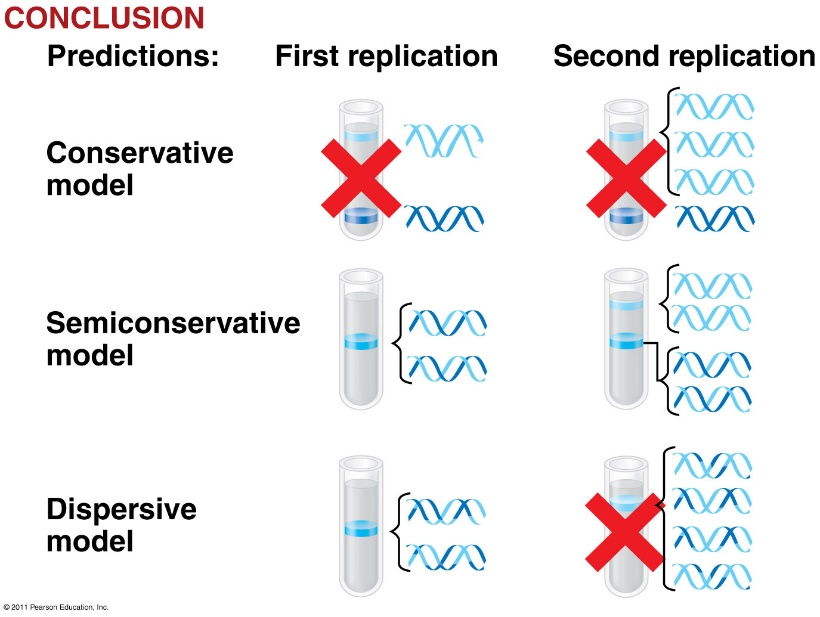 CONCLUSION
Predictions: First replication Second replication
Conservative
model
Semiconservative
model
Dispersive
model
© 2011 Pearson Education, Inc.